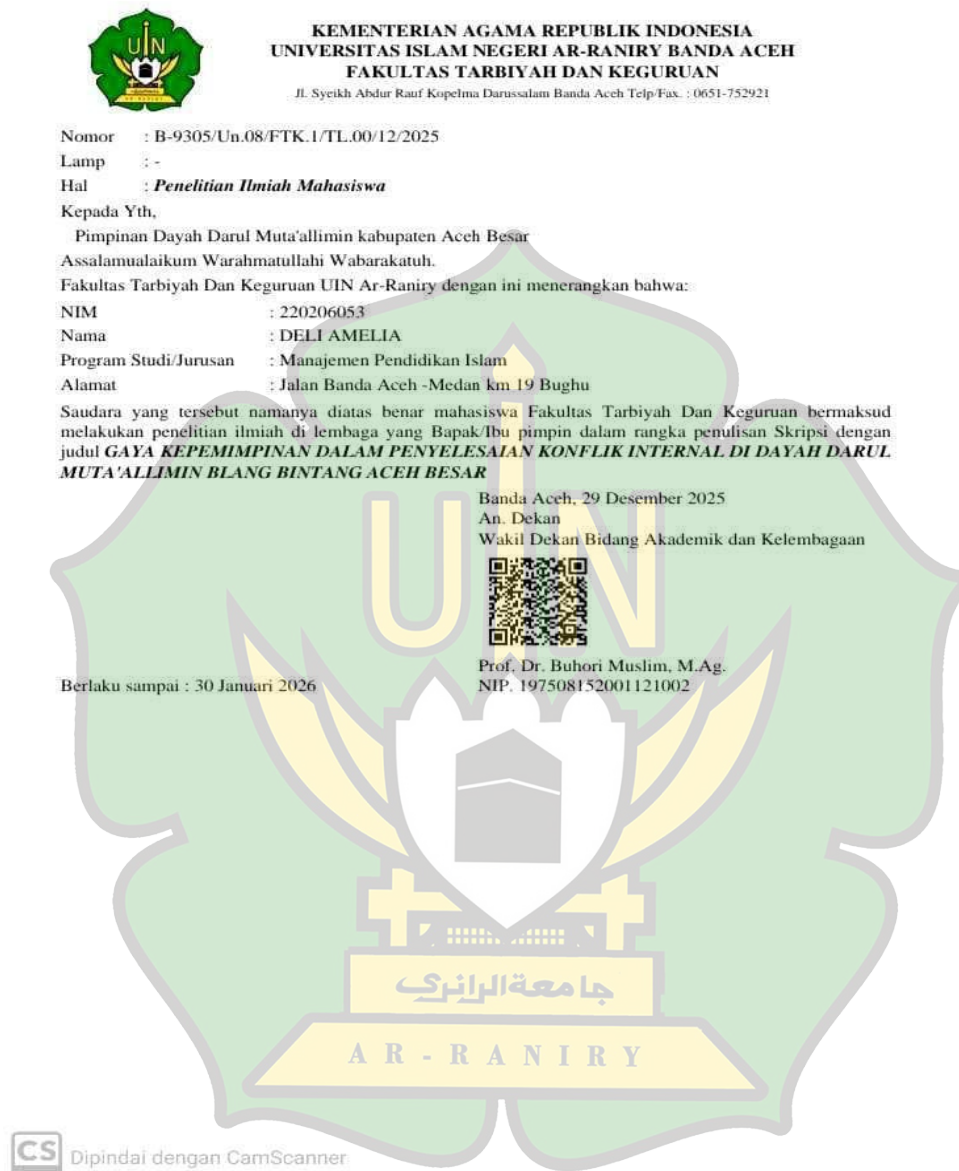 UIN
AR-RANIRY
KEMENTERIAN AGAMA REPUBLIK INDONESIA
UNIVERSITAS ISLAM NEGERI AR-RANIRY BANDA ACEH
FAKULTAS TARBIYAH DAN KEGURUAN
Jl. Syeikh Abdur Rauf Kopelma Darussalam Banda Aceh Telp/Fax. : 0651-752921
Nomor : B-9305/Un.08/FTK.1/TL.00/12/2025
Lamp : -
Hal : Penelitian Ilmiah Mahasiswa
Kepada Yth,
Pimpinan Dayah Darul Muta'allimin kabupaten Aceh Besar
Assalamualaikum Warahmatullahi Wabarakatuh.
Fakultas Tarbiyah Dan Keguruan UIN Ar-Raniry dengan ini menerangkan bahwa:
NIM : 220206053
Nama : DELI AMELIA
Program Studi/Jurusan : Manajemen Pendidikan Islam
Alamat : Jalan Banda Aceh -Medan km 19 Bughu
Saudara yang tersebut namanya diatas benar mahasiswa Fakultas Tarbiyah Dan Keguruan bermaksud
melakukan penelitian ilmiah di lembaga yang Bapak/Ibu pimpin dalam rangka penulisan Skripsi dengan
judul GAYA KEPEMIMPINAN DALAM PENYELESAIAN KONFLIK INTERNAL DI DAYAH DARUL
MUTA'ALLIMIN BLANG BINTANG ACEH BESAR
Banda Aceh, 29 Desember 2025
An. Dekan
Wakil Dekan Bidang Akademik dan Kelembagaan
Prof. Dr. Buhori Muslim, M.Ag.
NIP. 197508152001121002
Berlaku sampai : 30 Januari 2026
UIN
جامعةالرانري
AR-RANIRY
CS Dipindai dengan CamScanner